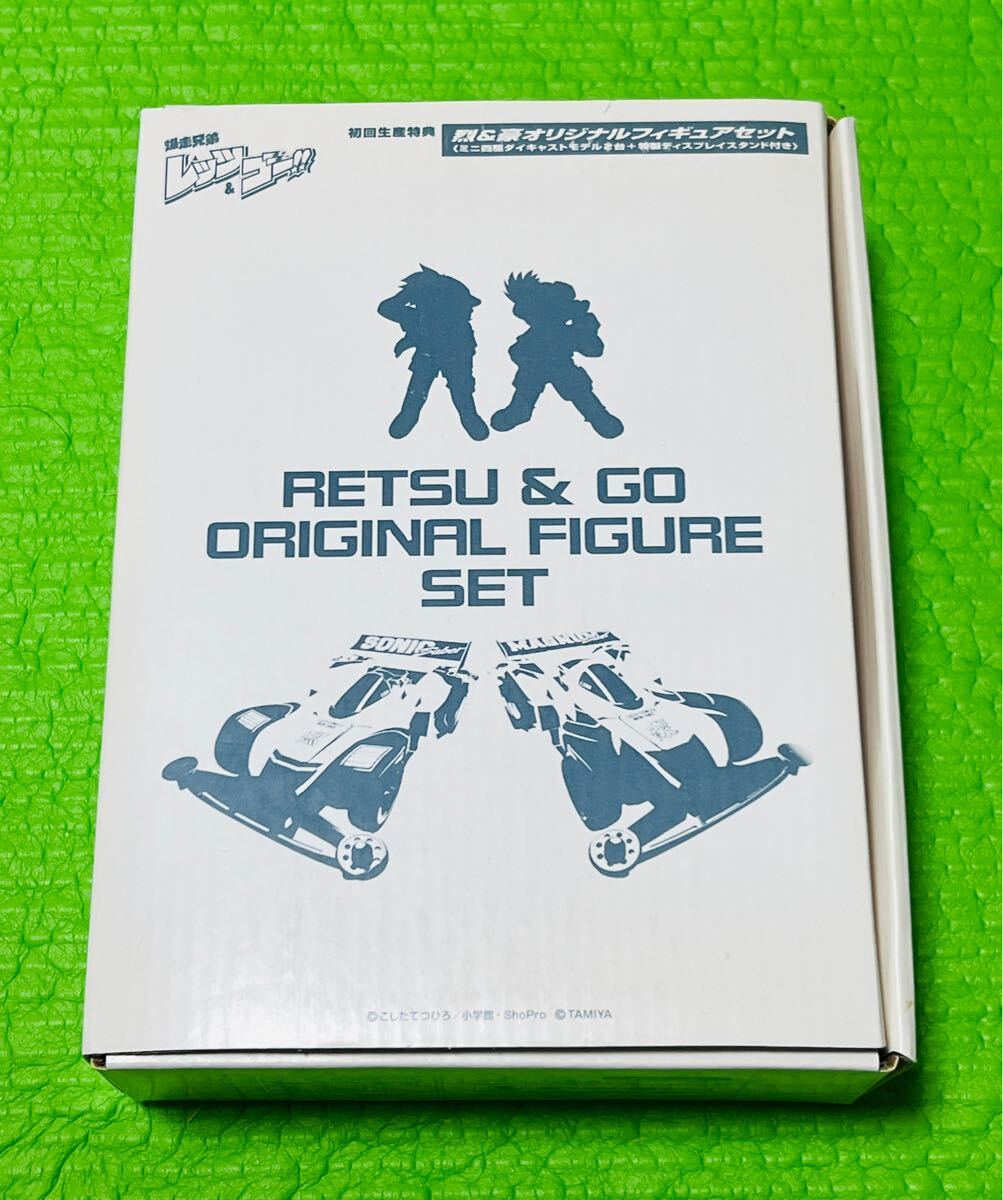 爆走兄弟
レッツ
&
ゴー!!
初回生産特典
烈&豪オリジナルフィギュアセット
(ミニ四駆ダイキャストモデル2台+特製ディスプレイスタンド付き)
RETSU & GO
ORIGINAL FIGURE
SET
SONIC Saber
MAGNUM
©こしたてつひろ/小学館・ShoPro ©TAMIYA